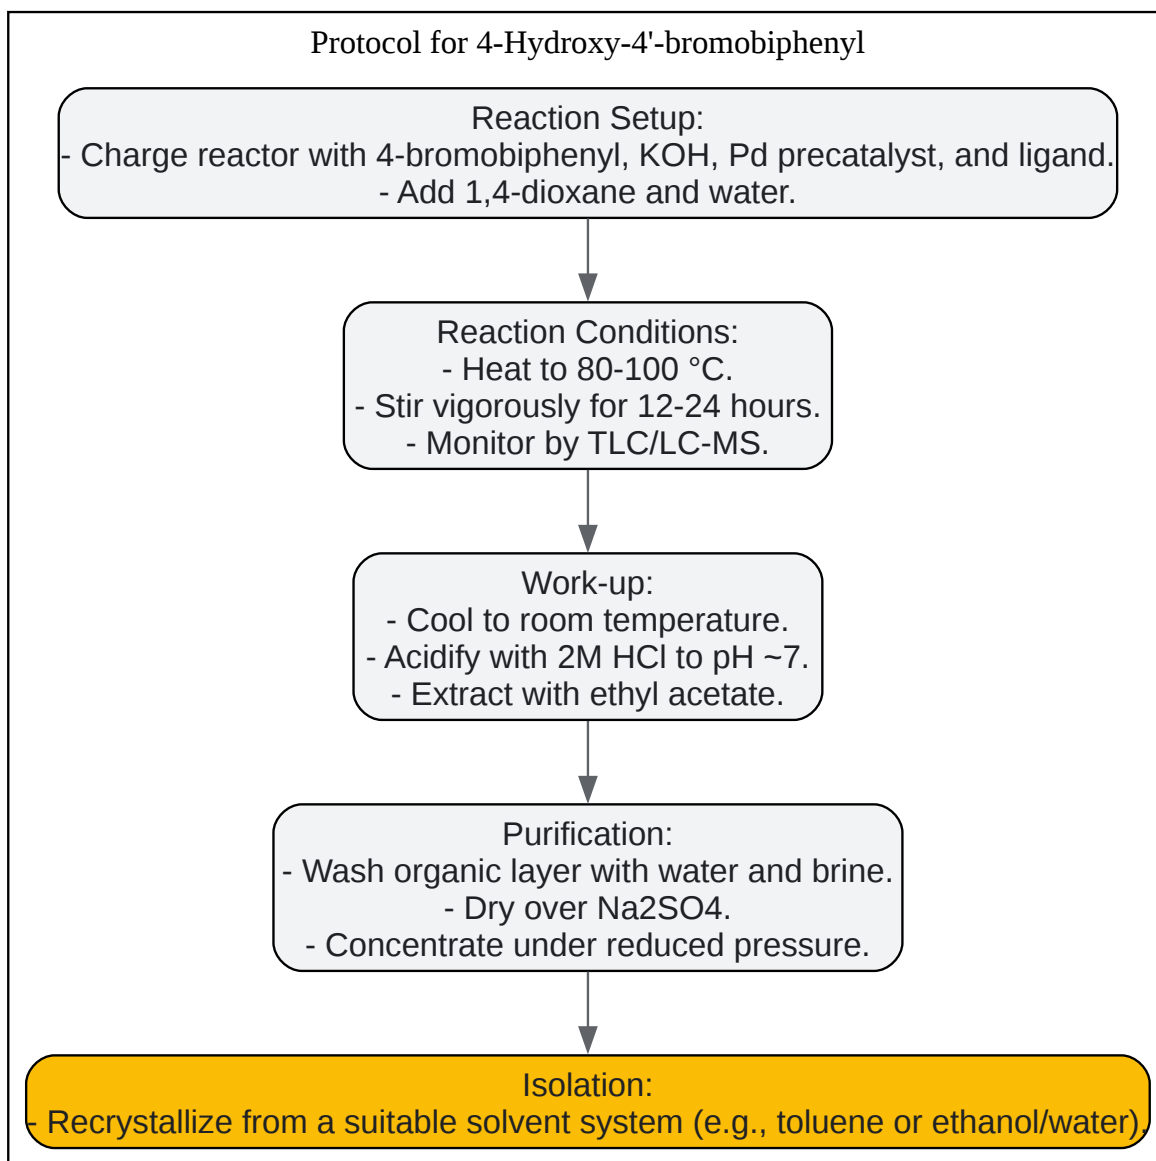 Protocol for 4-Hydroxy-4'-bromobiphenyl
Reaction Setup:
- Charge reactor with 4-bromobiphenyl, KOH, Pd precatalyst, and ligand.
- Add 1,4-dioxane and water.
Reaction Conditions:
- Heat to 80-100 °C.
- Stir vigorously for 12-24 hours.
- Monitor by TLC/LC-MS.
Work-up:
- Cool to room temperature.
- Acidify with 2M HCl to pH ~7.
- Extract with ethyl acetate.
Purification:
- Wash organic layer with water and brine.
- Dry over Na2SO4.
- Concentrate under reduced pressure.
Isolation:
- Recrystallize from a suitable solvent system (e.g., toluene or ethanol/water).